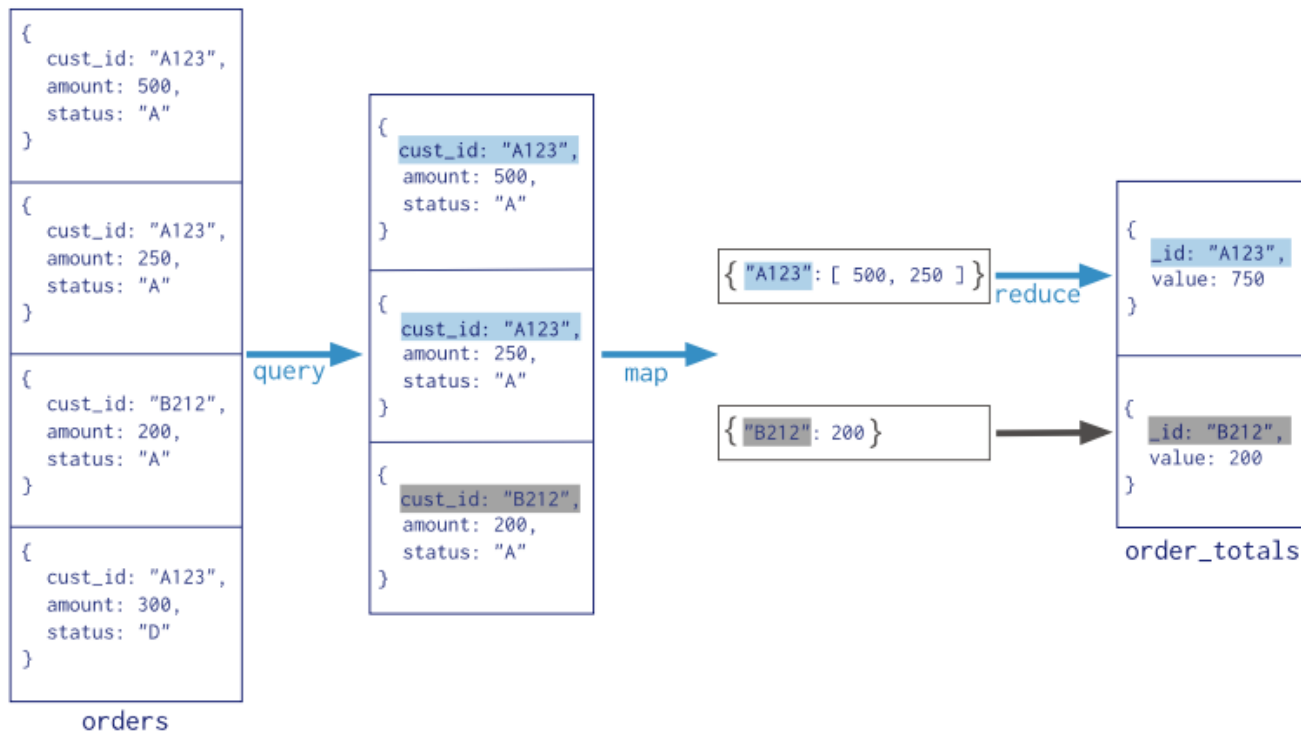 {
cust_id: "A123",
amount: 500,
status: "A"
}
{
cust_id: "A123",
amount: 250,
status: "A"
}
{
cust_id: "B212",
amount: 200,
status: "A"
}
{
cust_id: "A123",
amount: 300,
status: "D"
}
orders
query
{
cust_id: "A123",
amount: 500,
status: "A"
}
{
cust_id: "A123",
amount: 250,
status: "A"
}
{
cust_id: "B212",
amount: 200,
status: "A"
}
map
{ "A123": [ 500, 250 ] }
{ "B212": 200 }
reduce
{
_id: "A123",
value: 750
}
{
_id: "B212",
value: 200
}
order_totals